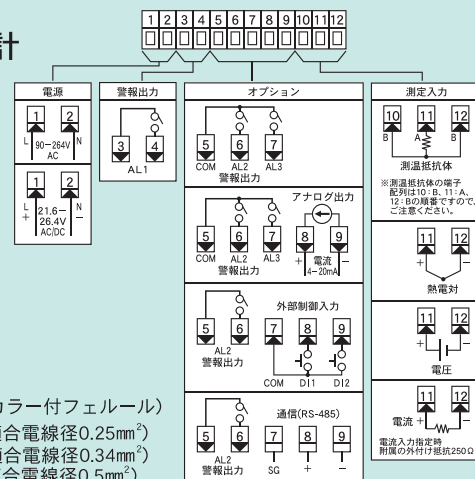 計
1 2 3 4 5 6 7 8 9 10 11 12
電源
1 2
L 90−264V N
AC
1 2
L N
+ 21.6− −
26.4V
AC/DC
警報出力
3 4
AL1
オプション
5 6 7
COM AL2 AL3
警報出力
アナログ出力
5 6 7 8 9
COM AL2 AL3 + 電流 −
警報出力 4−20mA
外部制御入力
5 6 7 8 9
AL2
警報出力
COM DI1 DI2
通信(RS-485)
5 6 7 8 9
AL2 SG + −
警報出力
測定入力
10 11 12
B A B
測温抵抗体
※測温抵抗体の端子
配列は10:B、11:A、
12:Bの順番ですので、
ご注意ください。
11 12
+ −
熱電対
11 12
+ −
電圧
11 12
電流 + −
電流入力指定時
附属の外付け抵抗250Ω
カラー付フェルール)
適合電線径0.25mm²)
適合電線径0.34mm²)
適合電線径0.5mm²)